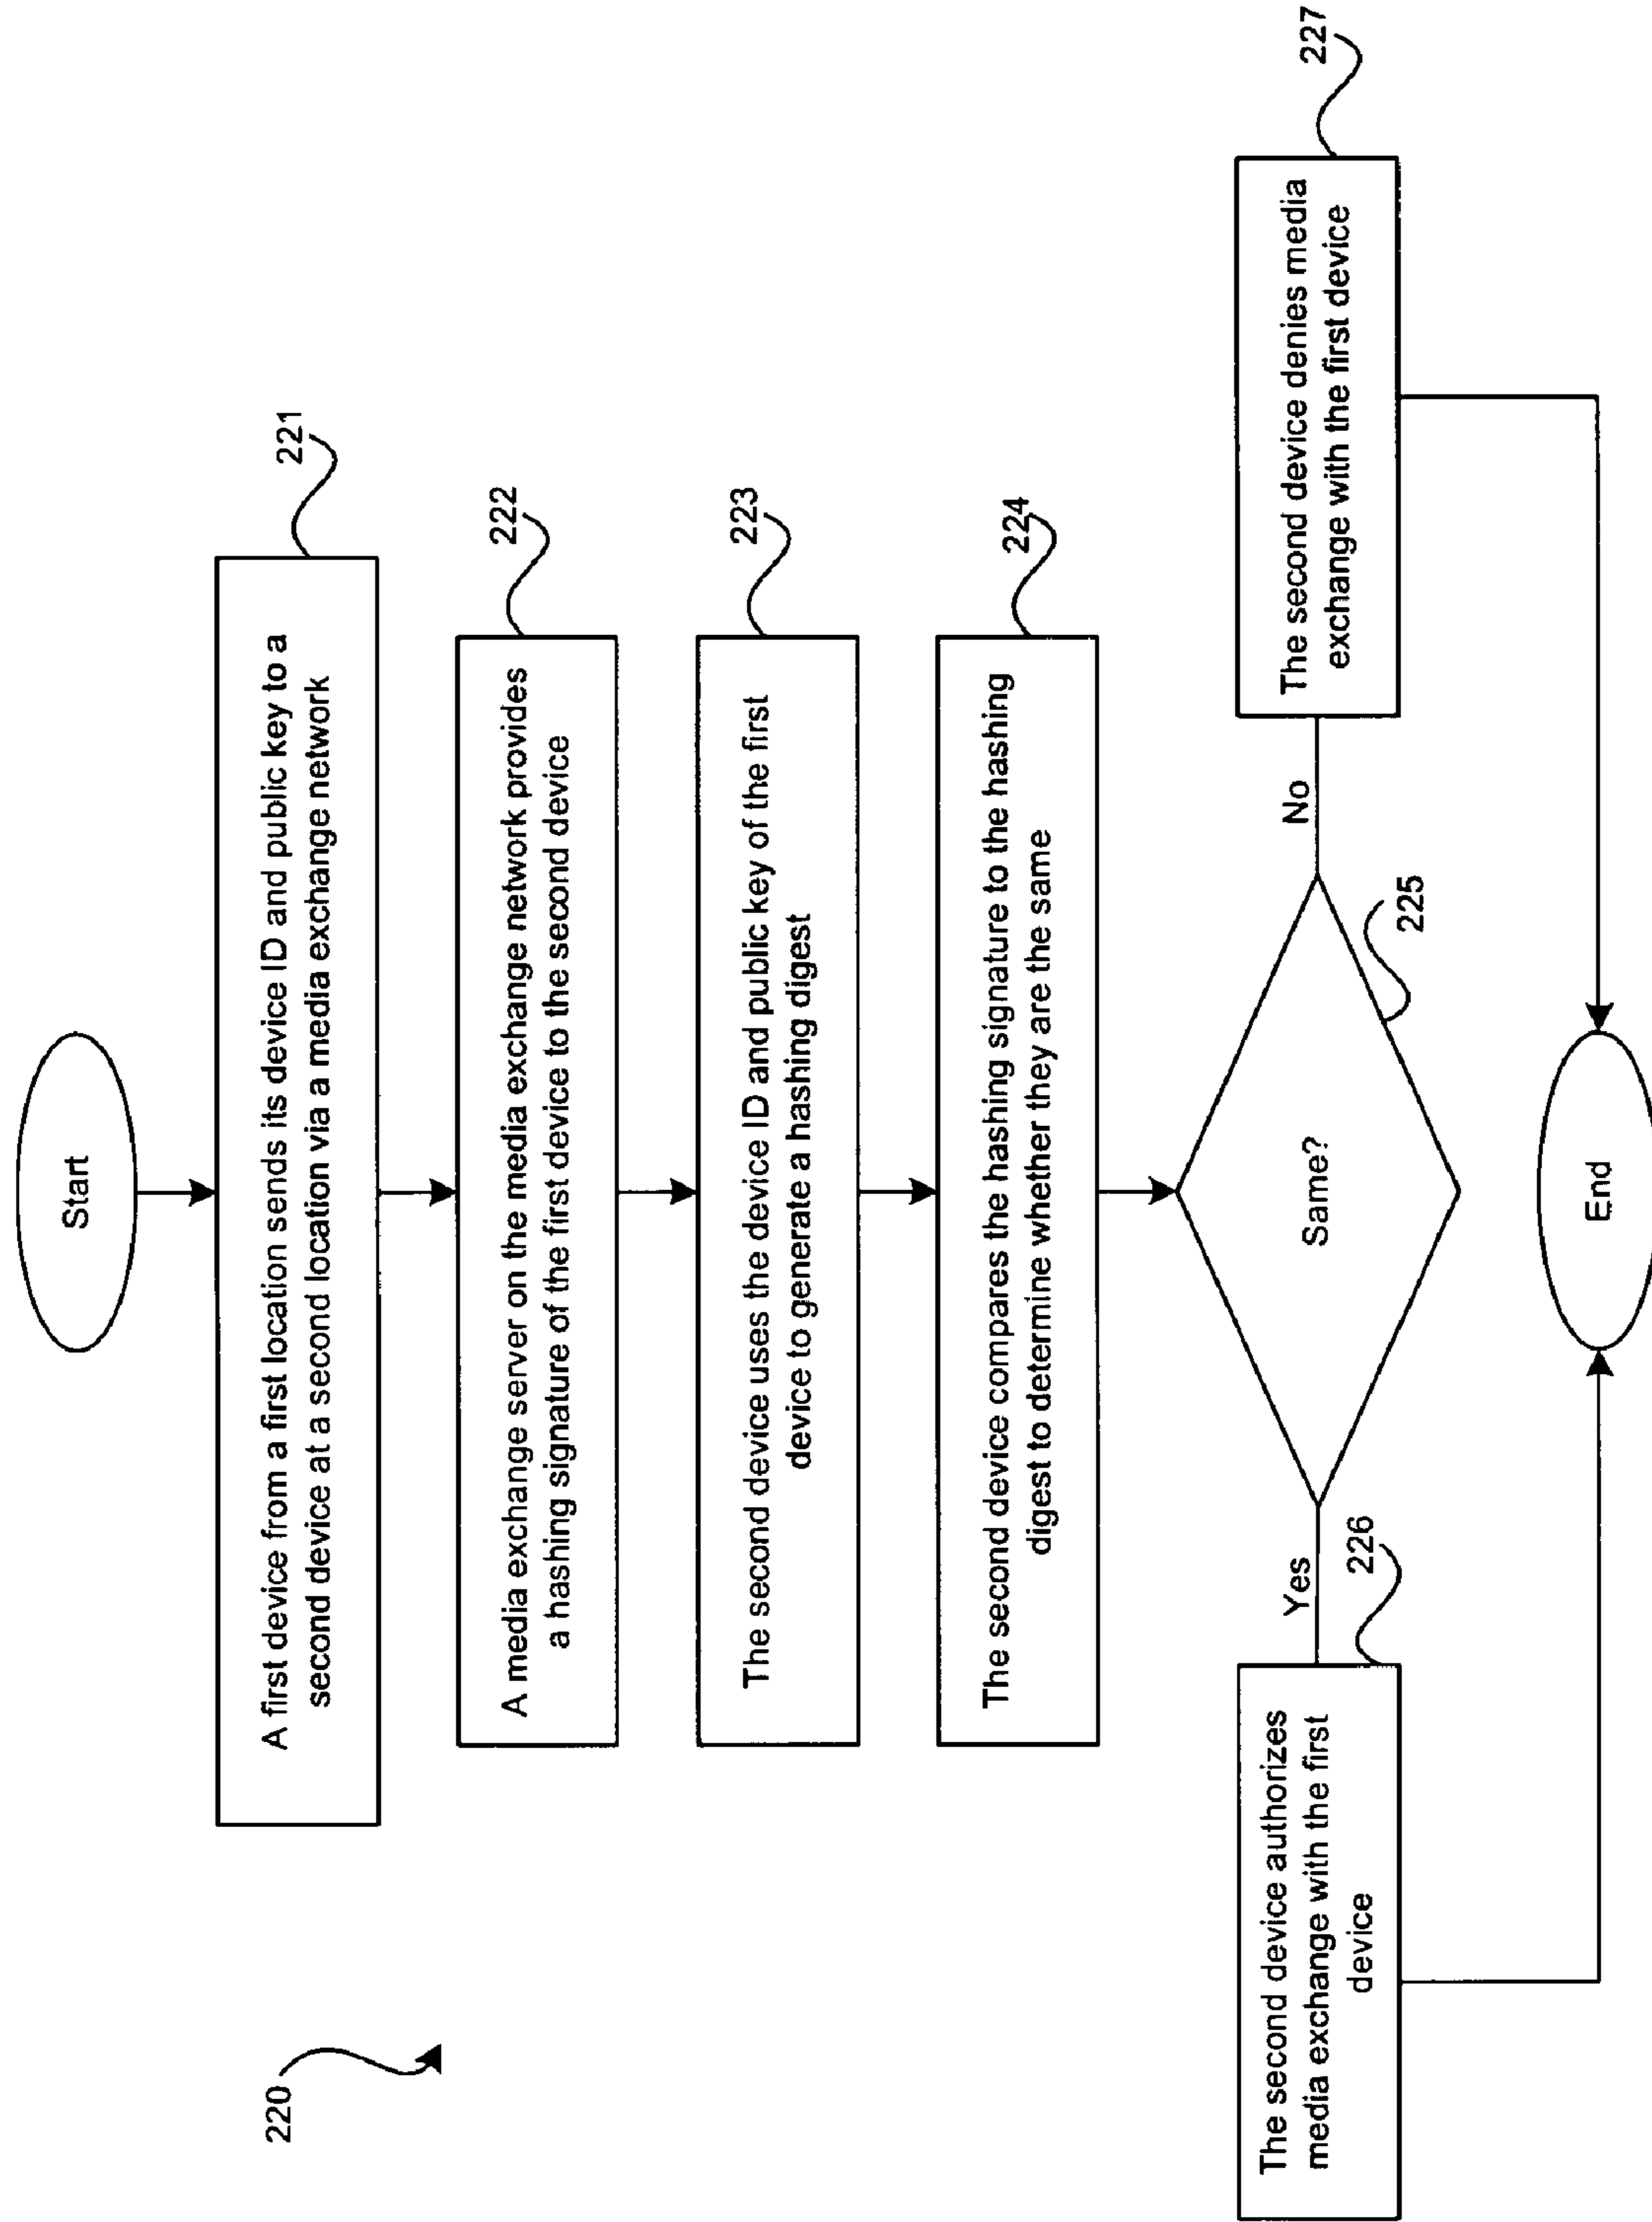 220
Start
A first device from a first location sends its device ID and public key to a
second device at a second location via a media exchange network
221
A media exchange server on the media exchange network provides
a hashing signature of the first device to the second device
222
The second device uses the device ID and public key of the first
device to generate a hashing digest
223
The second device compares the hashing signature to the hashing
digest to determine whether they are the same
224
Same?
225
Yes
No
The second device authorizes
media exchange with the first
device
226
The second device denies media
exchange with the first device
227
End